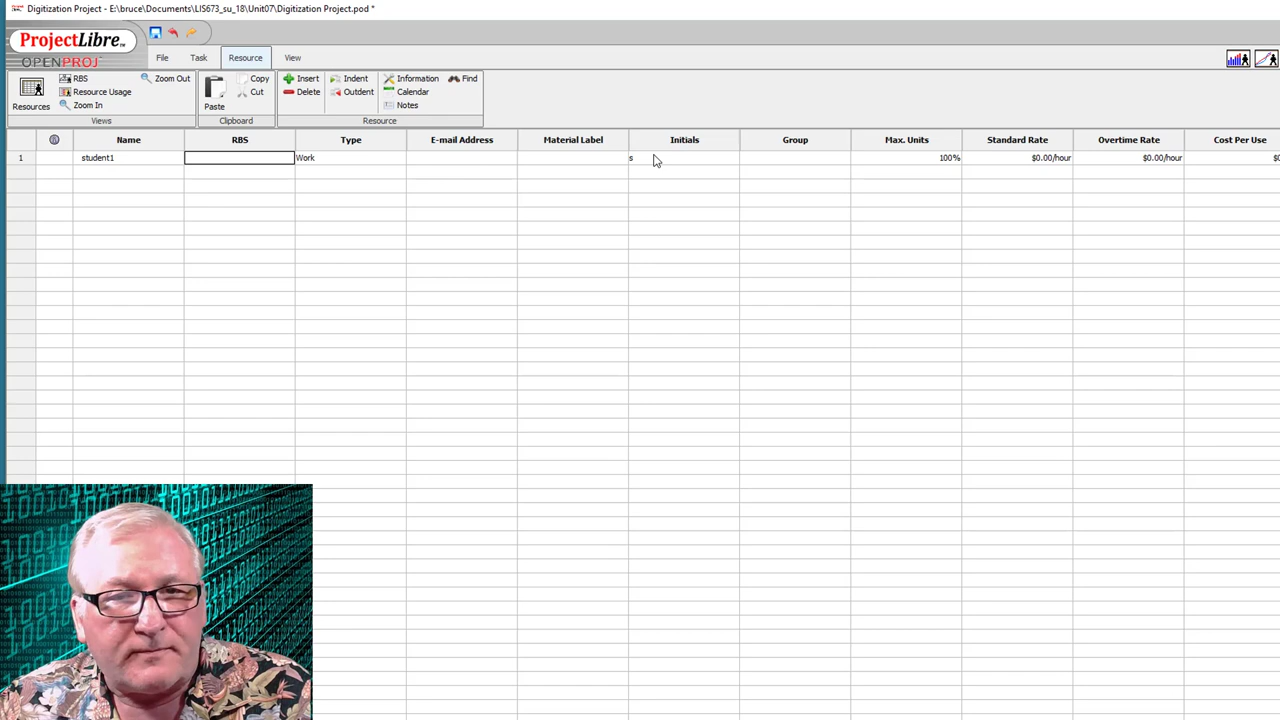 Digitization Project - E:\bruce\Documents\LIS673_su_18\Unit07\Digitization Project.pod *
ProjectLibre™
OPENPROJ
File Task Resource View
Resources
RBS
Resource Usage
Zoom In
Zoom Out
Views
Paste
Copy
Cut
Clipboard
Insert
Delete
Indent
Outdent
Information
Calendar
Notes
Find
Resource
Name RBS Type E-mail Address Material Label Initials Group Max. Units Standard Rate Overtime Rate Cost Per Use
1 student1 Work s 100% $0.00/hour $0.00/hour